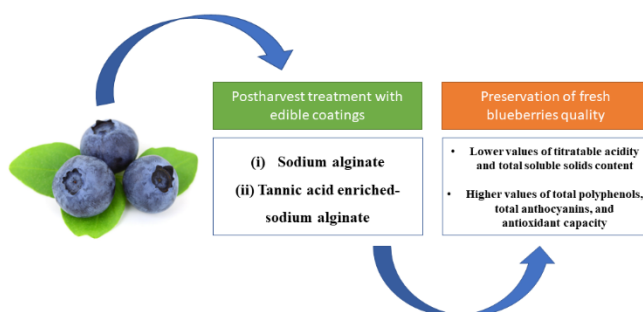 Postharvest treatment with
edible coatings
(i) Sodium alginate
(ii) Tannic acid enriched-
sodium alginate
Preservation of fresh
blueberries quality
• Lower values of titratable acidity
and total soluble solids content
• Higher values of total polyphenols,
total anthocyanins, and
antioxidant capacity